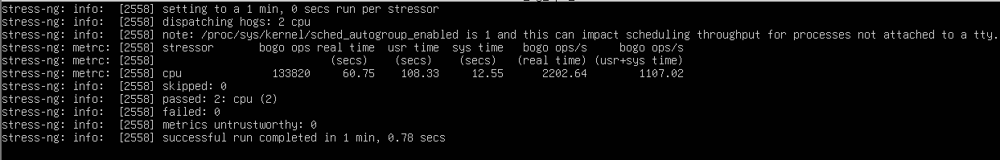 stress-ng: info:  [2558] setting to a 1 min, 0 secs run per stressor
stress-ng: info:  [2558] dispatching hogs: 2 cpu
stress-ng: info:  [2558] note: /proc/sys/kernel/sched_autogroup_enabled is 1 and this can impact scheduling throughput for processes not attached to a tty.
stress-ng: metrc: [2558] stressor       bogo ops real time  usr time  sys time   bogo ops/s     bogo ops/s
stress-ng: metrc: [2558]                           (secs)    (secs)    (secs)   (real time) (usr+sys time)
stress-ng: metrc: [2558] cpu              133820     60.75    108.33     12.55      2202.64        1107.02
stress-ng: info:  [2558] skipped: 0
stress-ng: info:  [2558] passed: 2: cpu (2)
stress-ng: info:  [2558] failed: 0
stress-ng: info:  [2558] metrics untrustworthy: 0
stress-ng: info:  [2558] successful run completed in 1 min, 0.78 secs